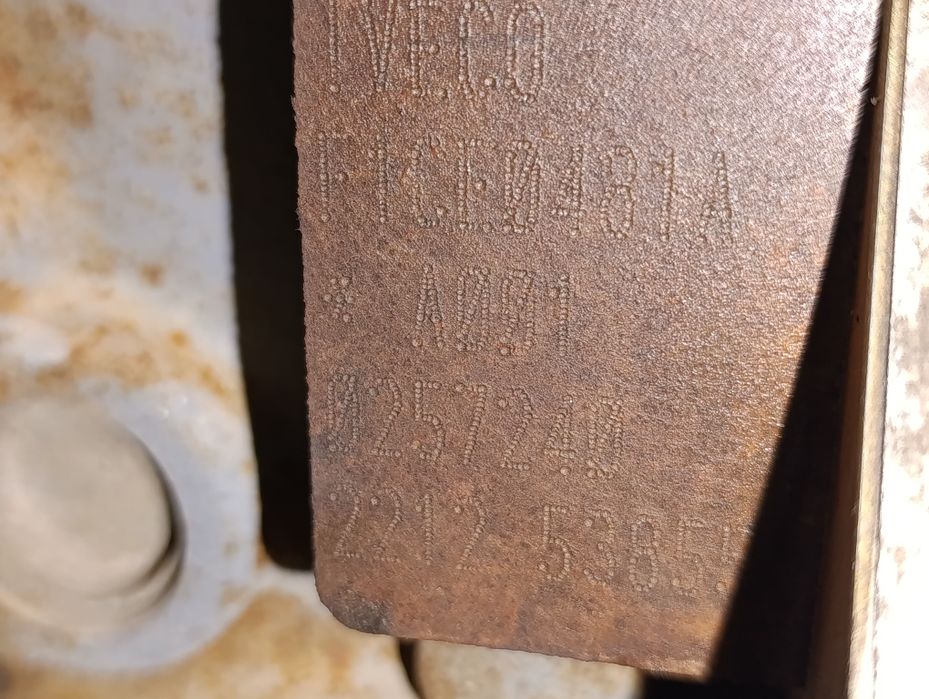 IVECO
F1CE0481A
* A001
0257240
2212 5385